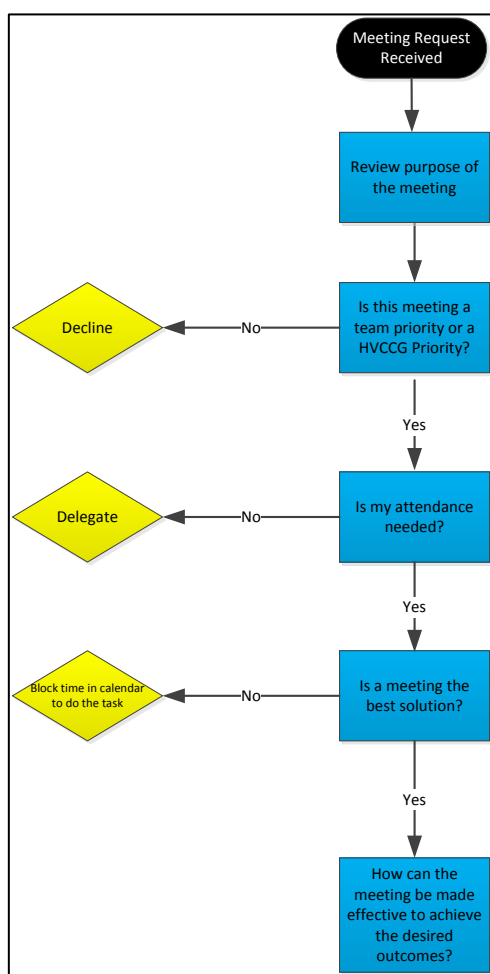 Meeting Request
Received
Review purpose of
the meeting
Is this meeting a
team priority or a
HVCCG Priority?
No
Decline
Yes
Is my attendance
needed?
No
Delegate
Yes
Is a meeting the
best solution?
No
Block time in calendar
to do the task
Yes
How can the
meeting be made
effective to achieve
the desired
outcomes?